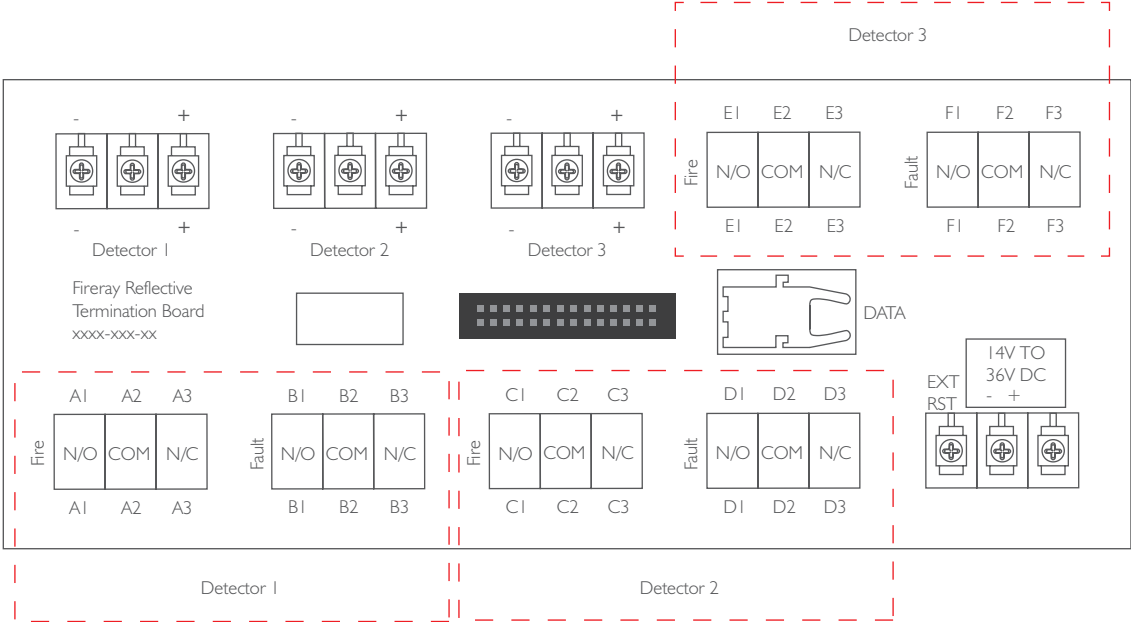 Detector 3
- + - + - + E1 E2 E3 F1 F2 F3
Fire N/O COM N/C Fault N/O COM N/C
- + - + - + E1 E2 E3 F1 F2 F3
Detector 1 Detector 2 Detector 3
Fireray Reflective
Termination Board
xxxx-xxx-xx
DATA
14V TO
36V DC
- +
EXT
RST
A1 A2 A3 B1 B2 B3 C1 C2 C3 D1 D2 D3
Fire N/O COM N/C Fault N/O COM N/C Fire N/O COM N/C Fault N/O COM N/C
A1 A2 A3 B1 B2 B3 C1 C2 C3 D1 D2 D3
Detector 1 Detector 2